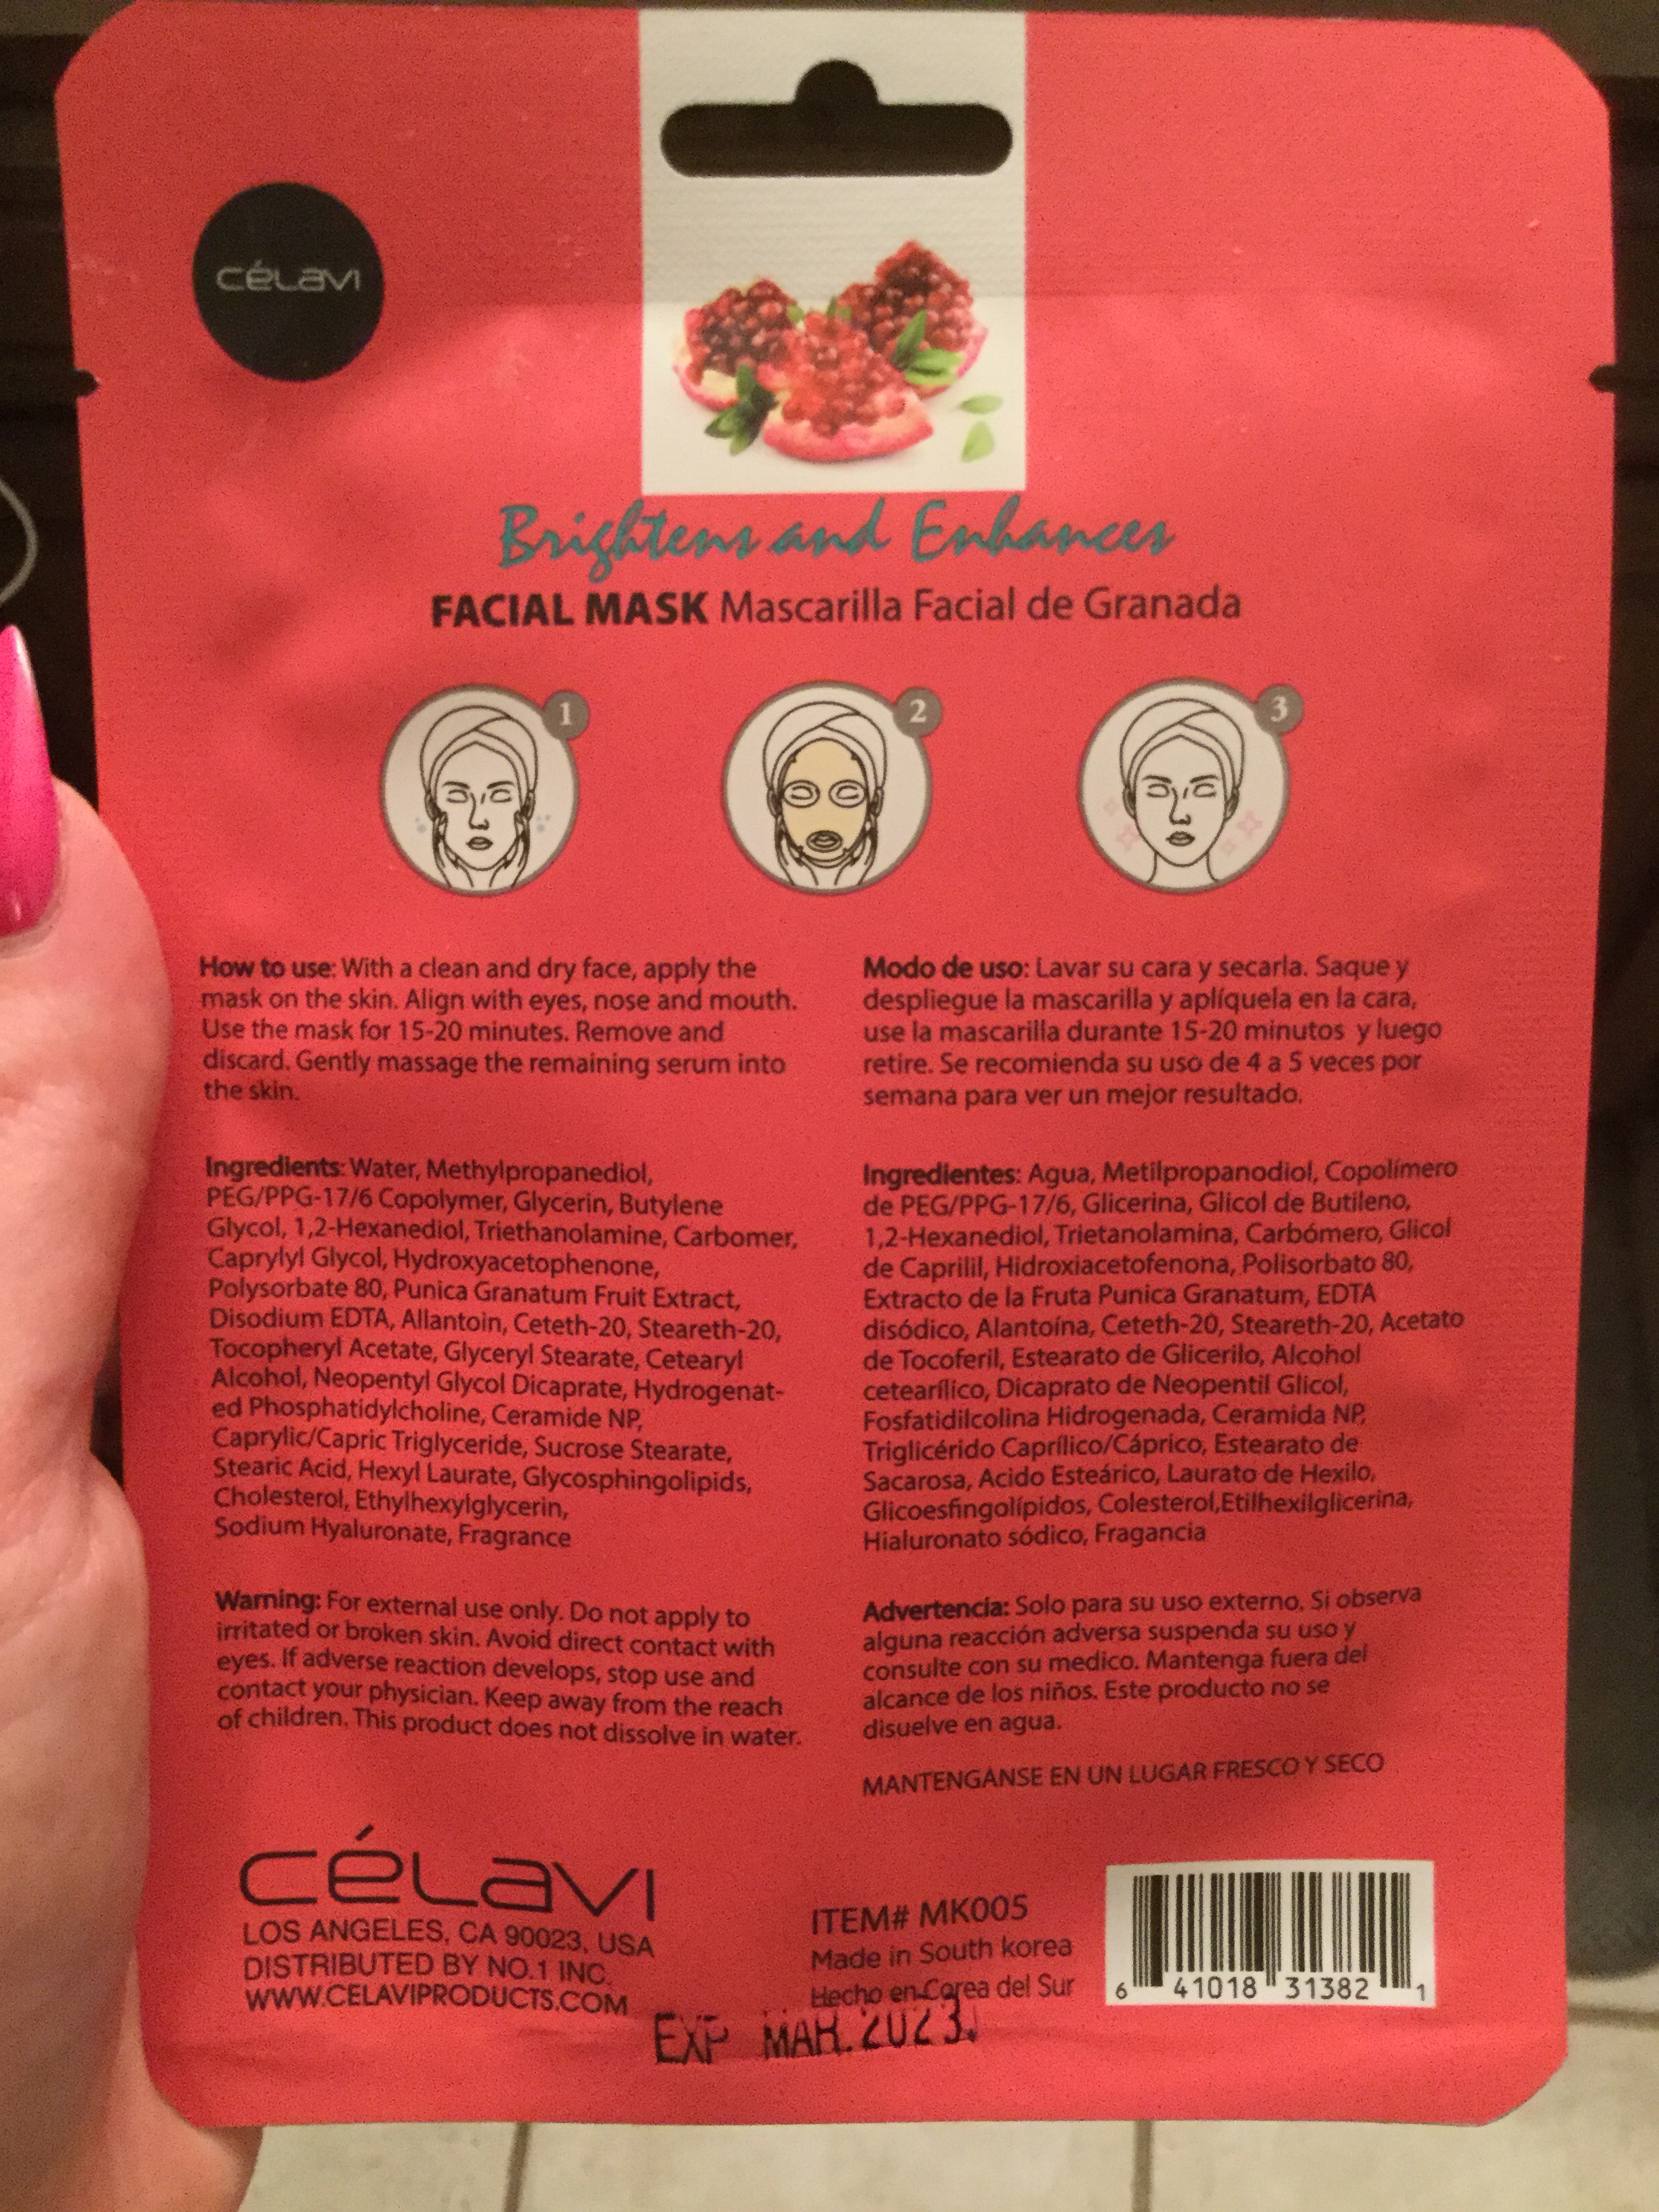 CÉLAVI
Brightens and Enhances
FACIAL MASK Mascarilla Facial de Granada
1
2
3
How to use: With a clean and dry face, apply the
mask on the skin. Align with eyes, nose and mouth.
Use the mask for 15-20 minutes. Remove and
discard. Gently massage the remaining serum into
the skin.
Ingredients: Water, Methylpropanediol,
PEG/PPG-17/6 Copolymer, Glycerin, Butylene
Glycol, 1,2-Hexanediol, Triethanolamine, Carbomer,
Caprylyl Glycol, Hydroxyacetophenone,
Polysorbate 80, Punica Granatum Fruit Extract,
Disodium EDTA, Allantoin, Ceteth-20, Steareth-20,
Tocopheryl Acetate, Glyceryl Stearate, Cetearyl
Alcohol, Neopentyl Glycol Dicaprate, Hydrogenat-
ed Phosphatidylcholine, Ceramide NP,
Caprylic/Capric Triglyceride, Sucrose Stearate,
Stearic Acid, Hexyl Laurate, Glycosphingolipids,
Cholesterol, Ethylhexylglycerin,
Sodium Hyaluronate, Fragrance
Warning: For external use only. Do not apply to
irritated or broken skin. Avoid direct contact with
eyes. If adverse reaction develops, stop use and
contact your physician. Keep away from the reach
of children. This product does not dissolve in water.
Modo de uso: Lavar su cara y secarla. Saque y
despliegue la mascarilla y aplíquela en la cara,
use la mascarilla durante 15-20 minutos y luego
retire. Se recomienda su uso de 4 a 5 veces por
semana para ver un mejor resultado.
Ingredientes: Agua, Metilpropanodiol, Copolímero
de PEG/PPG-17/6, Glicerina, Glicol de Butileno,
1,2-Hexanediol, Trietanolamina, Carbómero, Glicol
de Caprilil, Hidroxiacetofenona, Polisorbato 80,
Extracto de la Fruta Punica Granatum, EDTA
disódico, Alantoína, Ceteth-20, Steareth-20, Acetato
de Tocoferil, Estearato de Glicerilo, Alcohol
cetearílico, Dicaprato de Neopentil Glicol,
Fosfatidilcolina Hidrogenada, Ceramida NP,
Triglicérido Caprílico/Cáprico, Estearato de
Sacarosa, Acido Esteárico, Laurato de Hexilo,
Glicoesfingolípidos, Colesterol,Etilhexilglicerina,
Hialuronato sódico, Fragancia
Advertencia: Solo para su uso externo. Si observa
alguna reacción adversa suspenda su uso y
consulte con su medico. Mantenga fuera del
alcance de los niños. Este producto no se
disuelve en agua.
MANTENGANSE EN UN LUGAR FRESCO Y SECO
CÉLAVI
LOS ANGELES, CA 90023, USA
DISTRIBUTED BY NO.1 INC.
WWW.CELAVIPRODUCTS.COM
ITEM# MK005
Made in South korea
Hecho en Corea del Sur
6 41018 31382 1
EXP MAR. 2023.